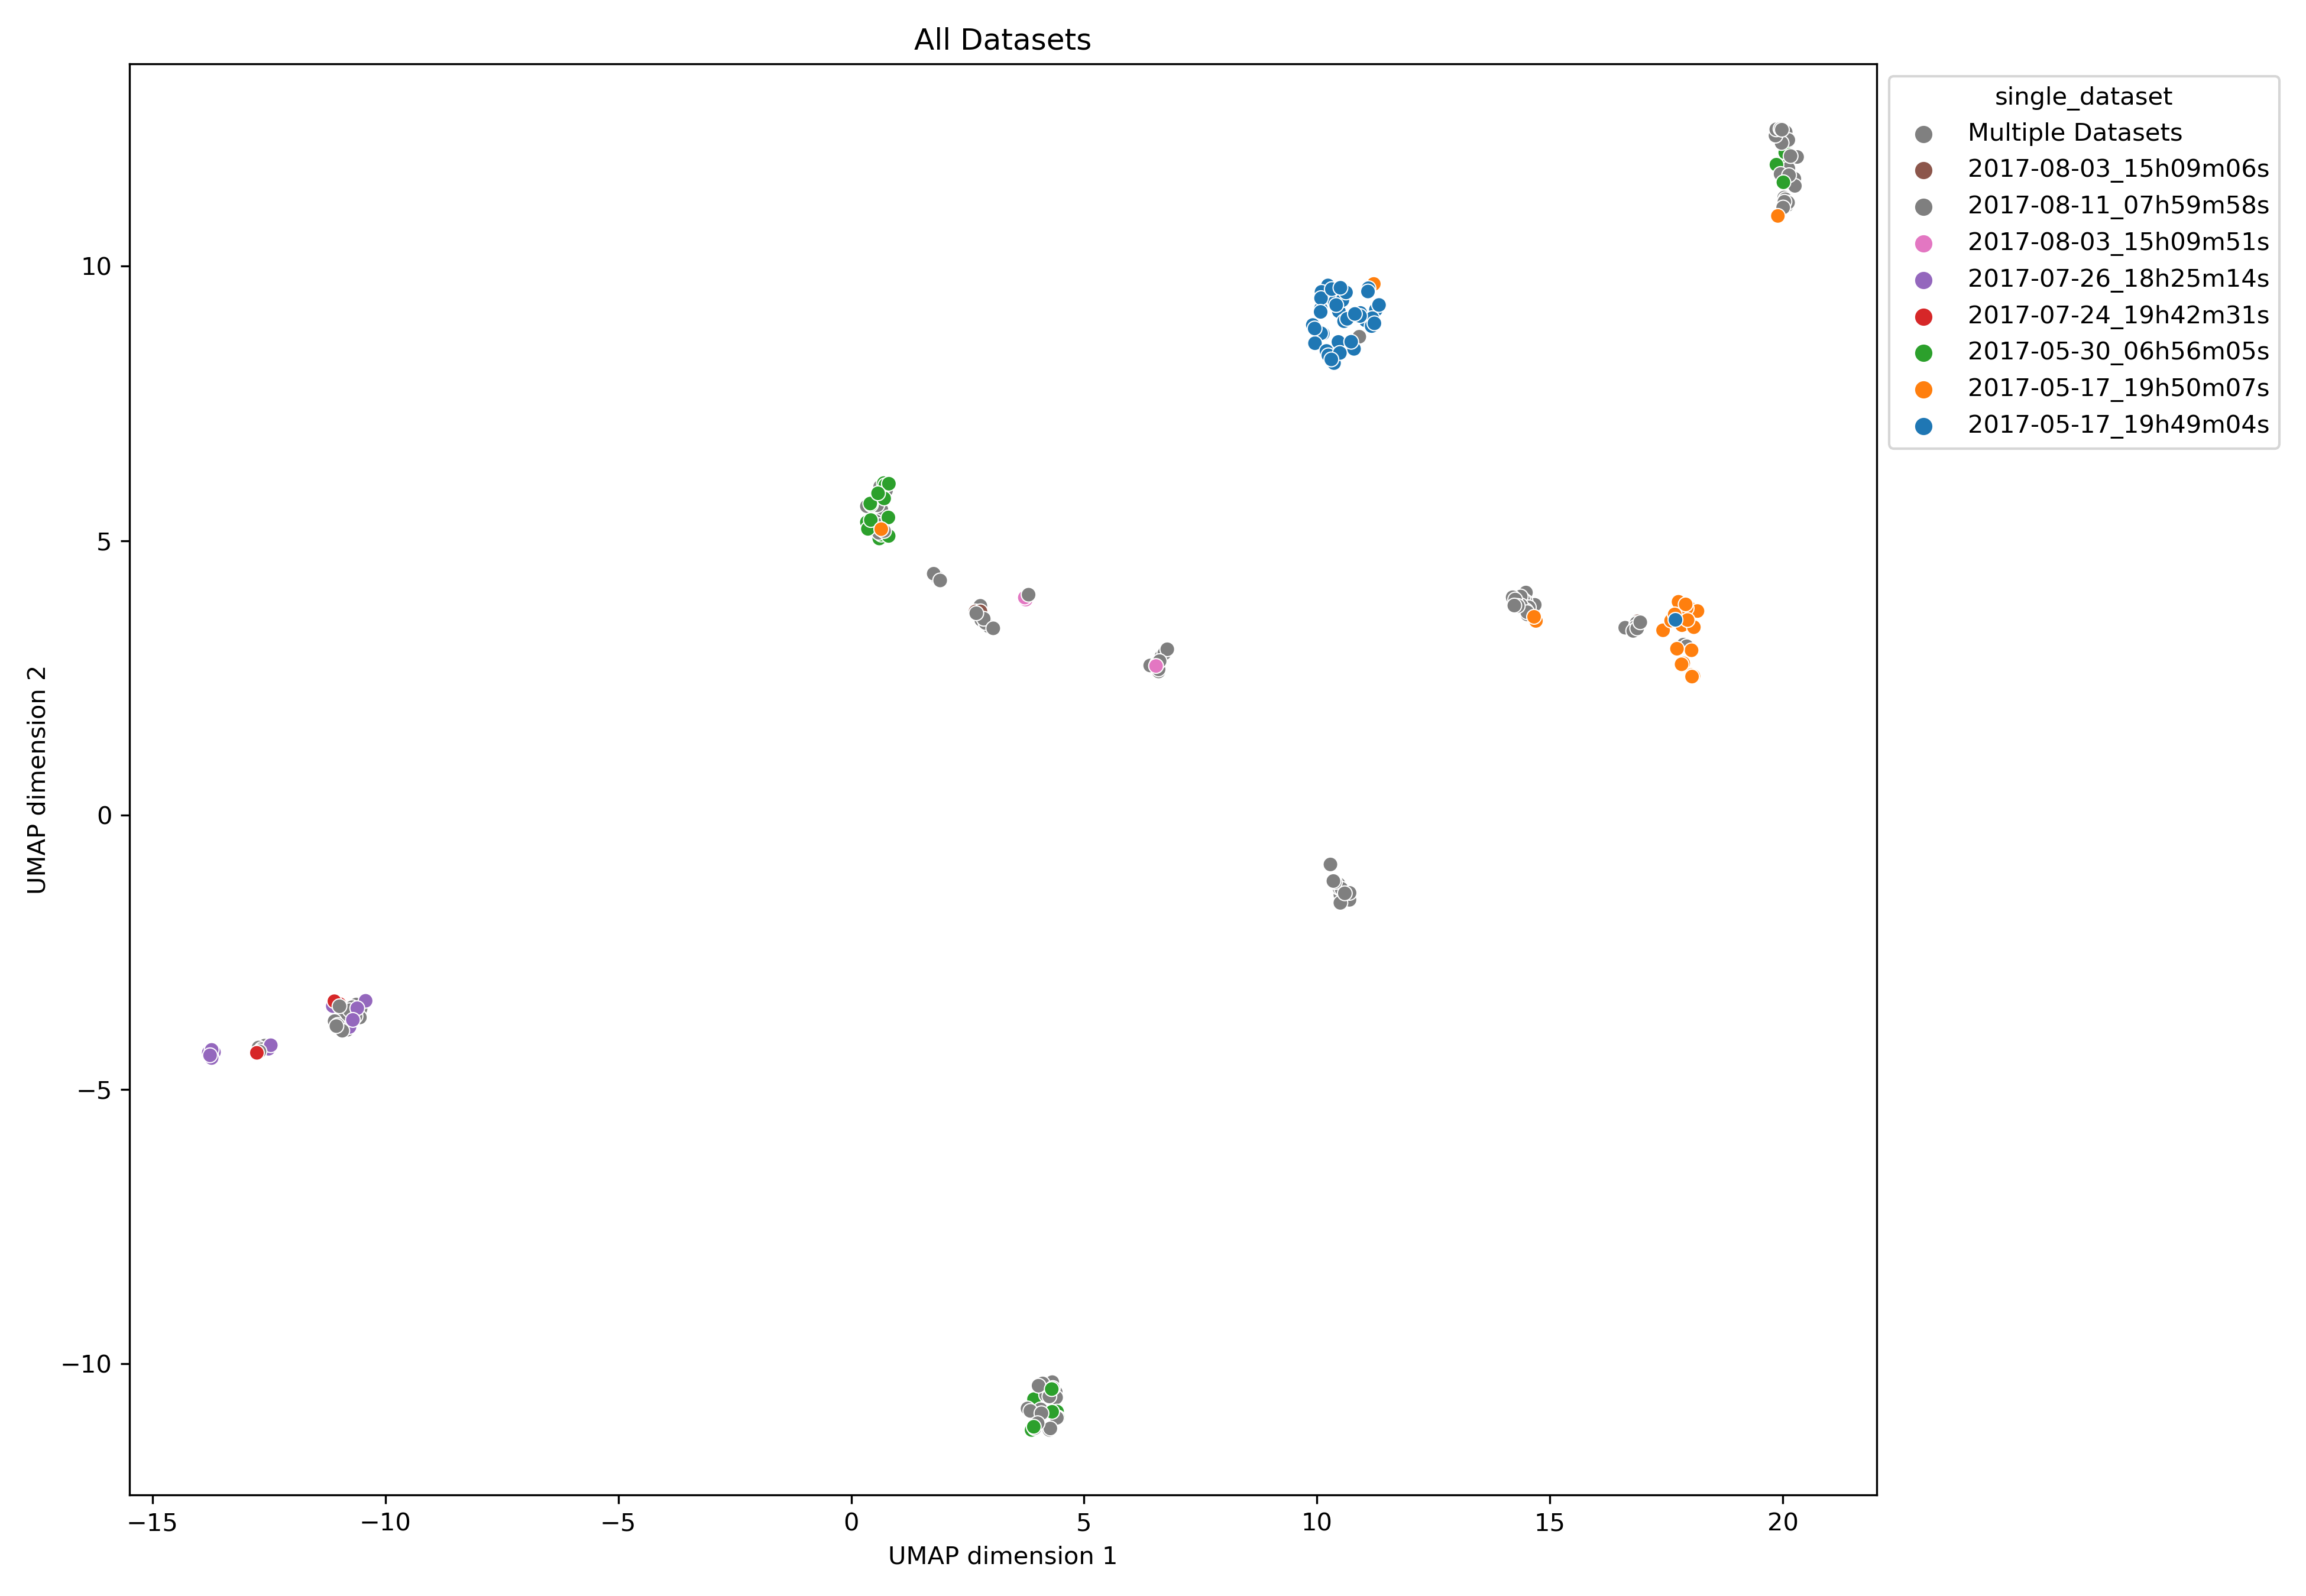 All Datasets
single_dataset
Multiple Datasets
2017-08-03_15h09m06s
2017-08-11_07h59m58s
2017-08-03_15h09m51s
2017-07-26_18h25m14s
2017-07-24_19h42m31s
2017-05-30_06h56m05s
2017-05-17_19h50m07s
2017-05-17_19h49m04s
10
5
0
−5
−10
UMAP dimension 2
−15
−10
−5
0
5
10
15
20
UMAP dimension 1